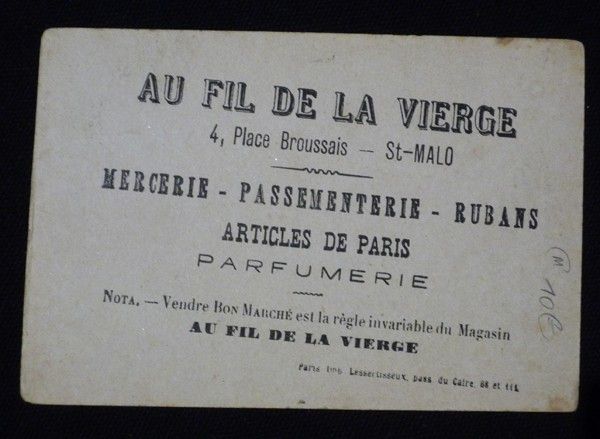 AU FIL DE LA VIERGE
4, Place Broussais — St-MALO
MERCERIE - PASSEMENTERIE - RUBANS
ARTICLES DE PARIS
PARFUMERIE
NOTA. — Vendre BON MARCHÉ est la règle invariable du Magasin
AU FIL DE LA VIERGE
Paris Imp. Lessertisseux, pass. du Caire, 88 et 111
M
10